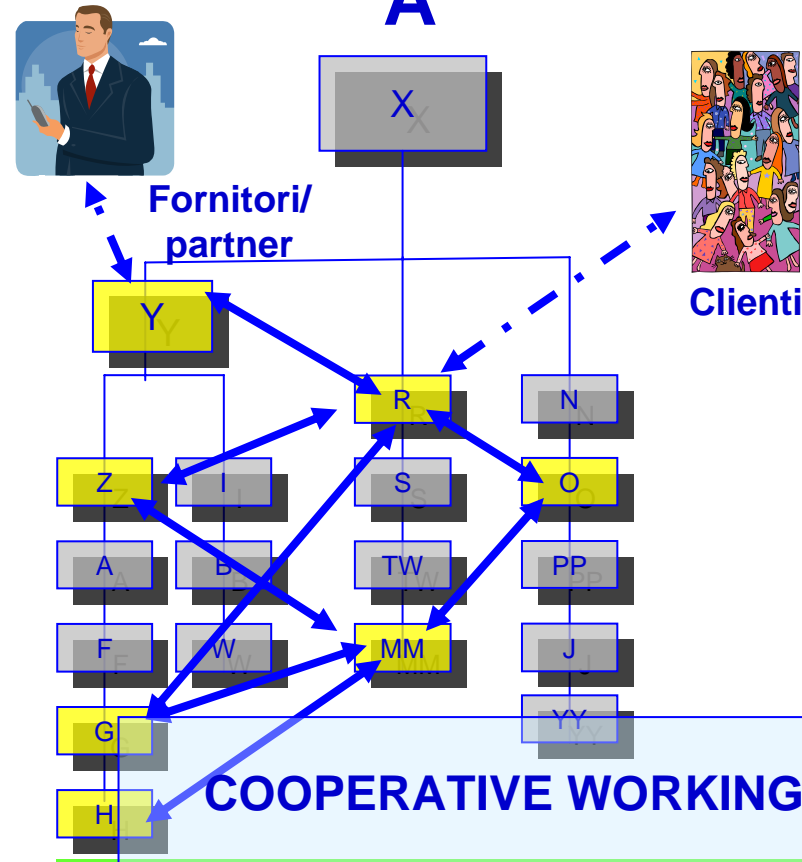 A
X
Fornitori/
partner
Clienti
Y
R
N
Z
I
S
O
A
B
TW
PP
F
W
MM
J
G
YY
H
COOPERATIVE WORKING